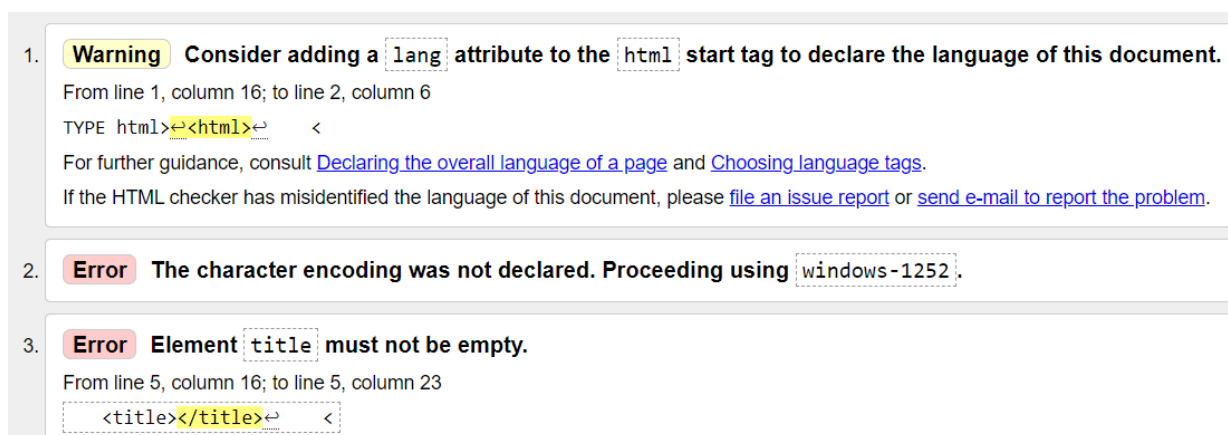 1. Warning Consider adding a lang attribute to the html start tag to declare the language of this document.
From line 1, column 16; to line 2, column 6
TYPE html>↩<html>↩    <
For further guidance, consult Declaring the overall language of a page and Choosing language tags.
If the HTML checker has misidentified the language of this document, please file an issue report or send e-mail to report the problem.
2. Error The character encoding was not declared. Proceeding using windows-1252.
3. Error Element title must not be empty.
From line 5, column 16; to line 5, column 23
<title></title>↩    <